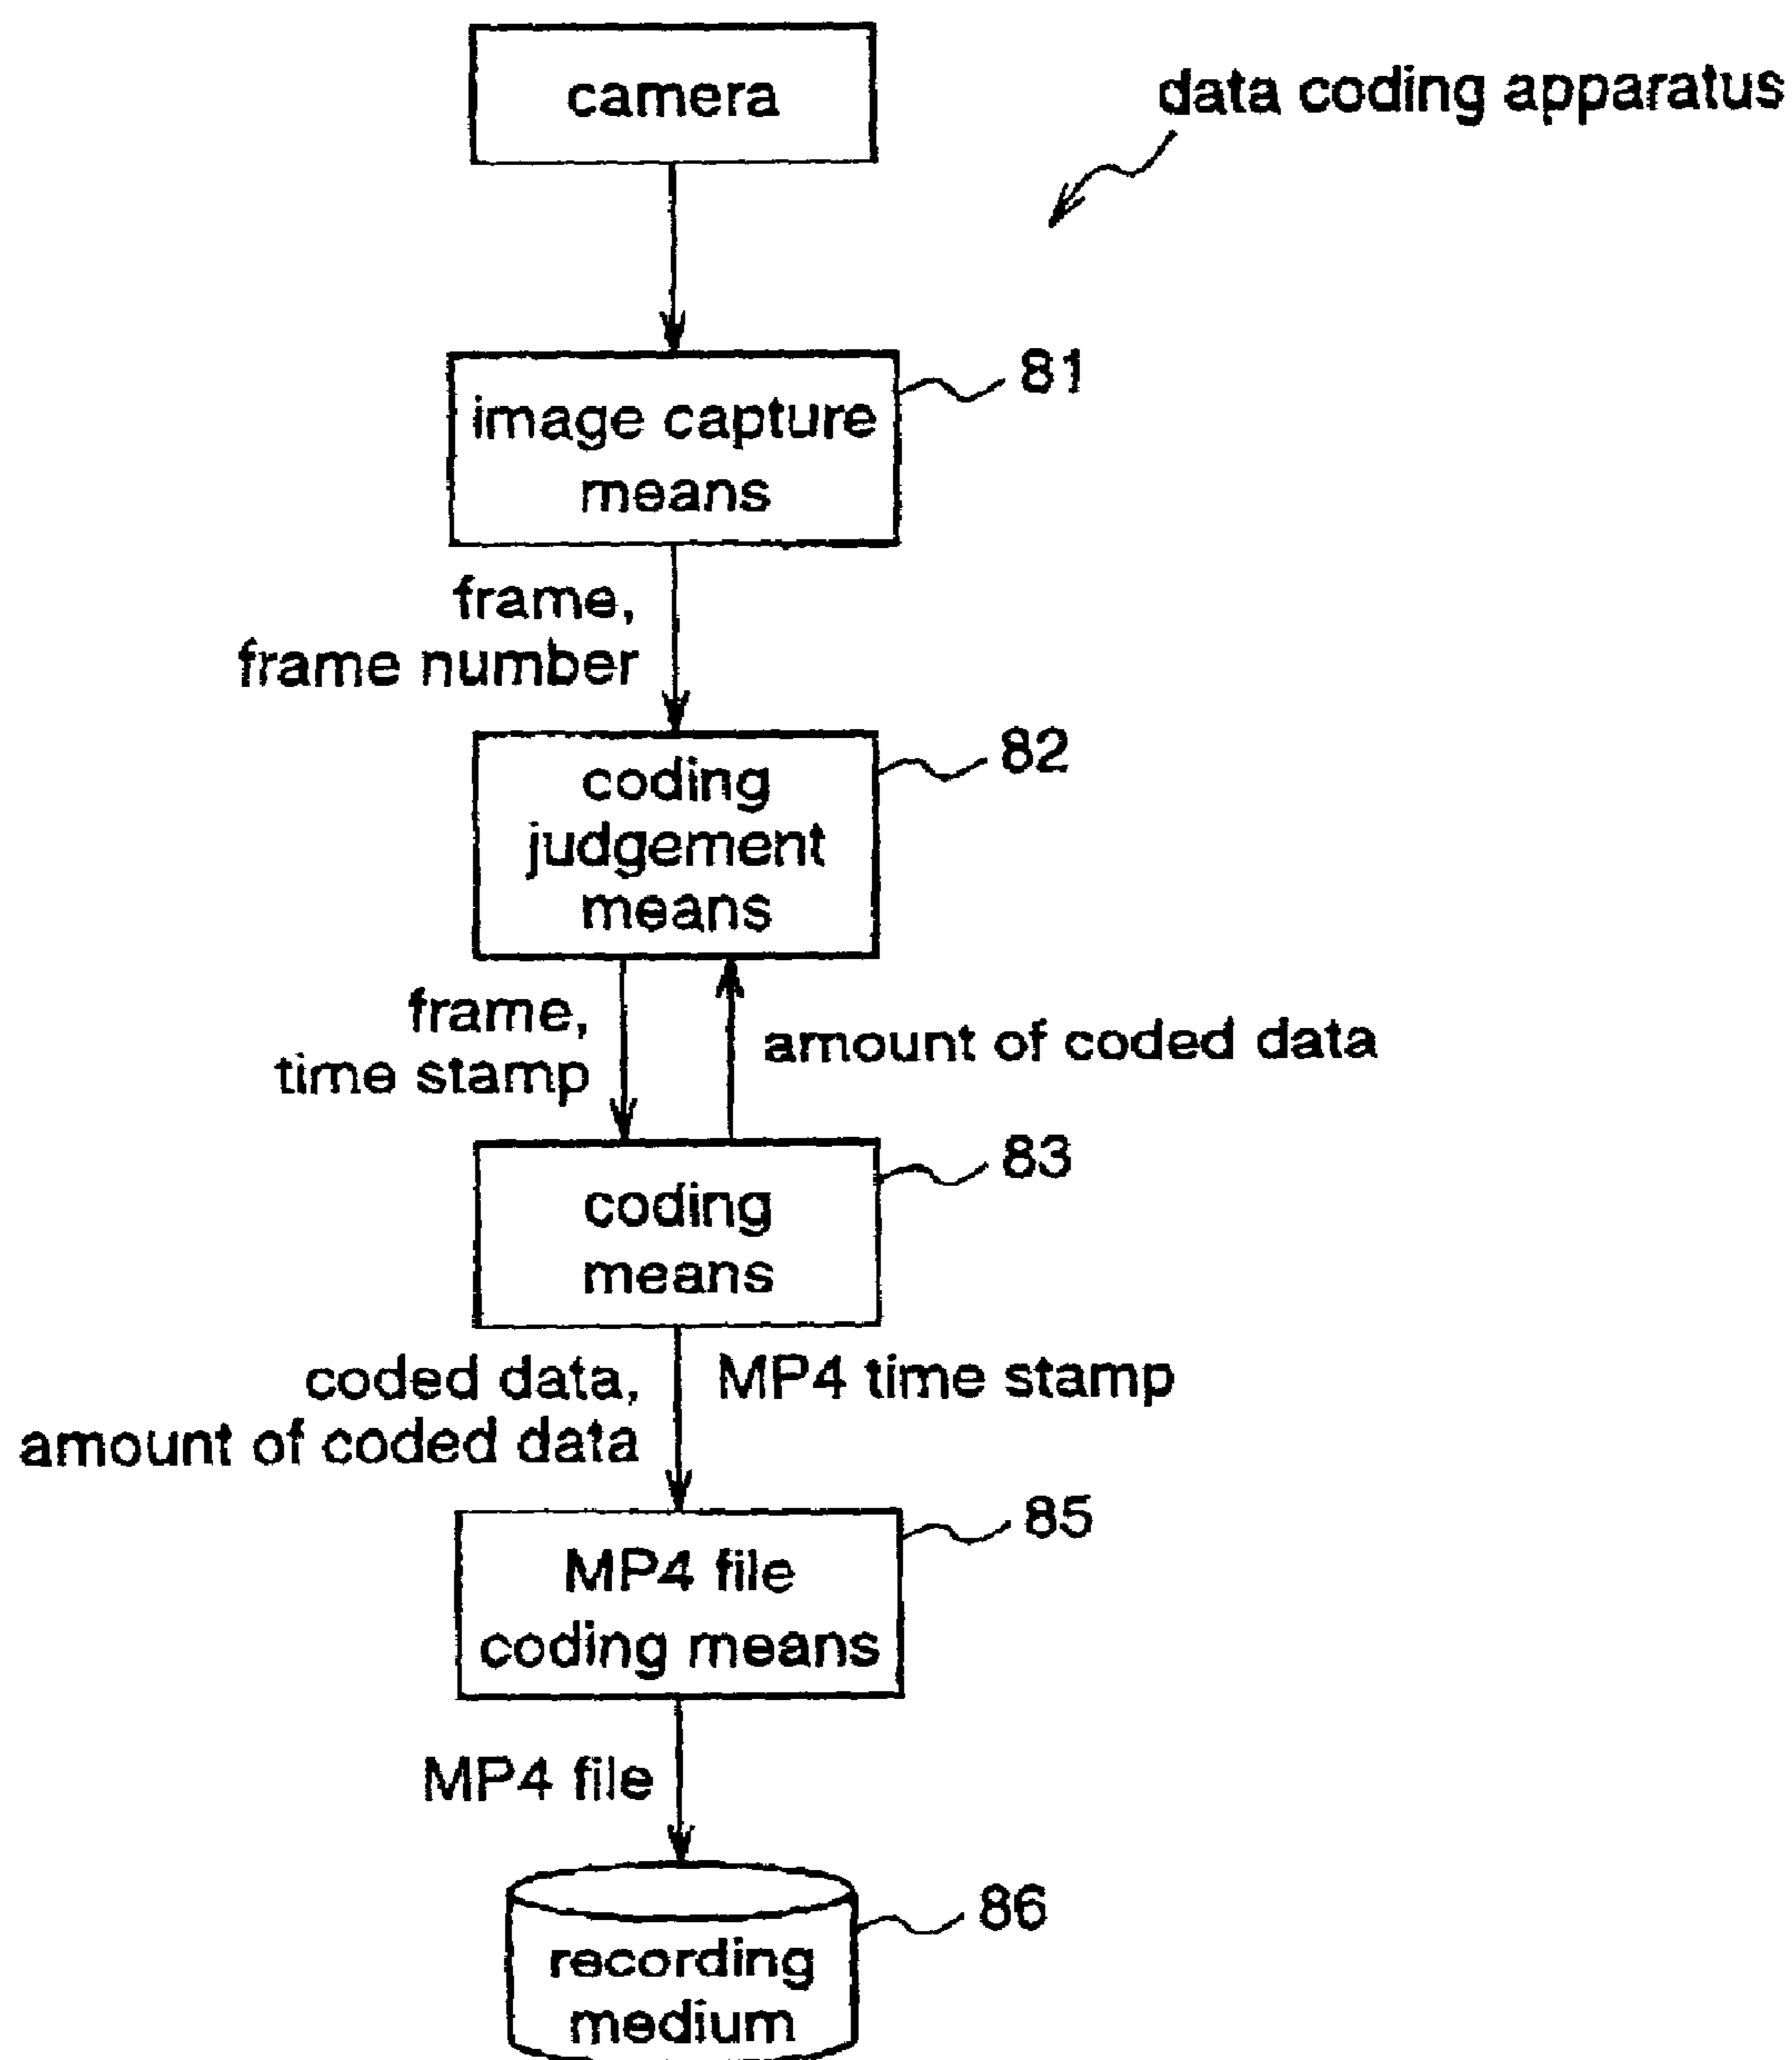 camera
data coding apparatus
image capture
means
81
frame,
frame number
coding
judgement
means
82
frame,
time stamp
amount of coded data
coding
means
83
coded data,
amount of coded data
MP4 time stamp
MP4 file
coding means
85
MP4 file
recording
medium
86